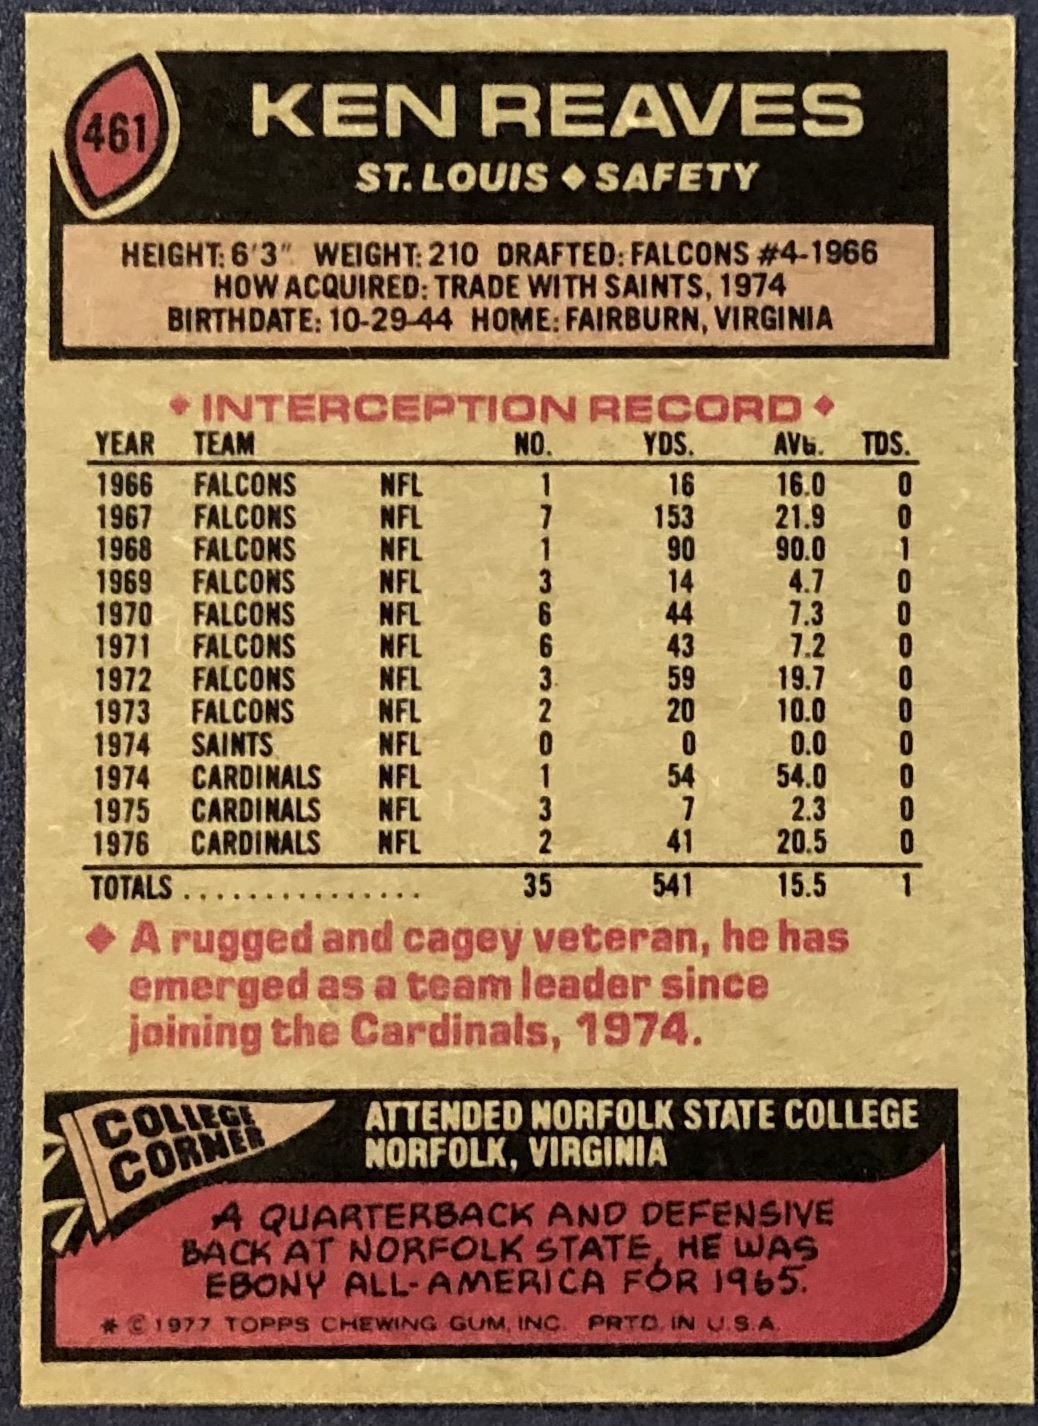 461
KEN REAVES
ST. LOUIS ♦ SAFETY
HEIGHT: 6'3" WEIGHT: 210 DRAFTED: FALCONS #4-1966
HOW ACQUIRED: TRADE WITH SAINTS, 1974
BIRTHDATE: 10-29-44 HOME: FAIRBURN, VIRGINIA
♦ INTERCEPTION RECORD ♦
YEAR TEAM NO. YDS. AVG. TDS.
1966 FALCONS NFL 1 16 16.0 0
1967 FALCONS NFL 7 153 21.9 0
1968 FALCONS NFL 1 90 90.0 1
1969 FALCONS NFL 3 14 4.7 0
1970 FALCONS NFL 6 44 7.3 0
1971 FALCONS NFL 6 43 7.2 0
1972 FALCONS NFL 3 59 19.7 0
1973 FALCONS NFL 2 20 10.0 0
1974 SAINTS NFL 0 0 0.0 0
1974 CARDINALS NFL 1 54 54.0 0
1975 CARDINALS NFL 3 7 2.3 0
1976 CARDINALS NFL 2 41 20.5 0
TOTALS ............... 35 541 15.5 1
♦ A rugged and cagey veteran, he has
emerged as a team leader since
joining the Cardinals, 1974.
COLLEGE
CORNER
ATTENDED NORFOLK STATE COLLEGE
NORFOLK, VIRGINIA
A QUARTERBACK AND DEFENSIVE
BACK AT NORFOLK STATE, HE WAS
EBONY ALL-AMERICA FOR 1965.
* © 1977 TOPPS CHEWING GUM, INC. PRTD. IN U.S.A.